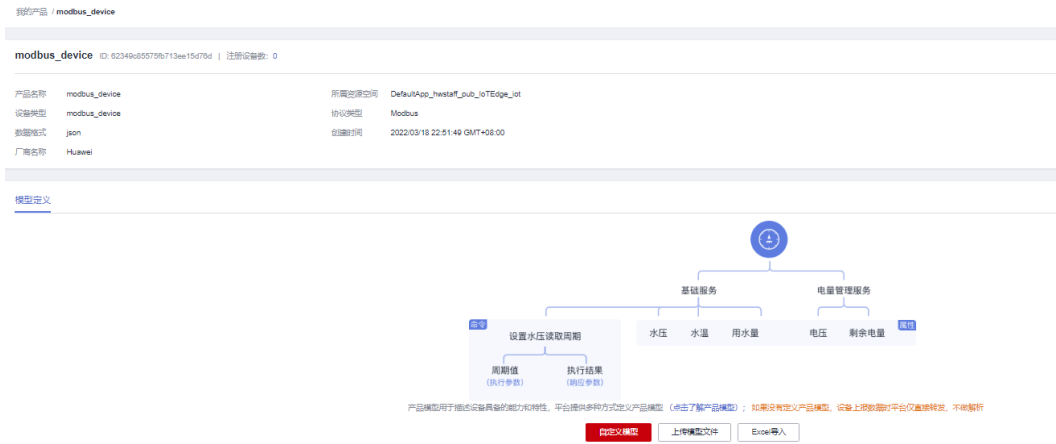 我的产品 / modbus_device
modbus_device ID: 62349c85575fb713ee15d76d | 注册设备数: 0
产品名称 modbus_device 所属资源空间 DefaultApp_hwstaff_pub_IoTEdge_iot
设备类型 modbus_device 协议类型 Modbus
数据格式 json 创建时间 2022/03/18 22:51:49 GMT+08:00
厂商名称 Huawei
模型定义
基础服务 电量管理服务
命令 设置水压读取周期 水压 水温 用水量 电压 剩余电量 属性
周期值 执行结果
(执行参数) (响应参数)
产品模型用于描述设备具备的能力和特性，平台提供多种方式定义产品模型 (点击了解产品模型) ; 如果没有定义产品模型，设备上报数据时平台仅直接转发，不做解析
自定义模型 上传模型文件 Excel导入